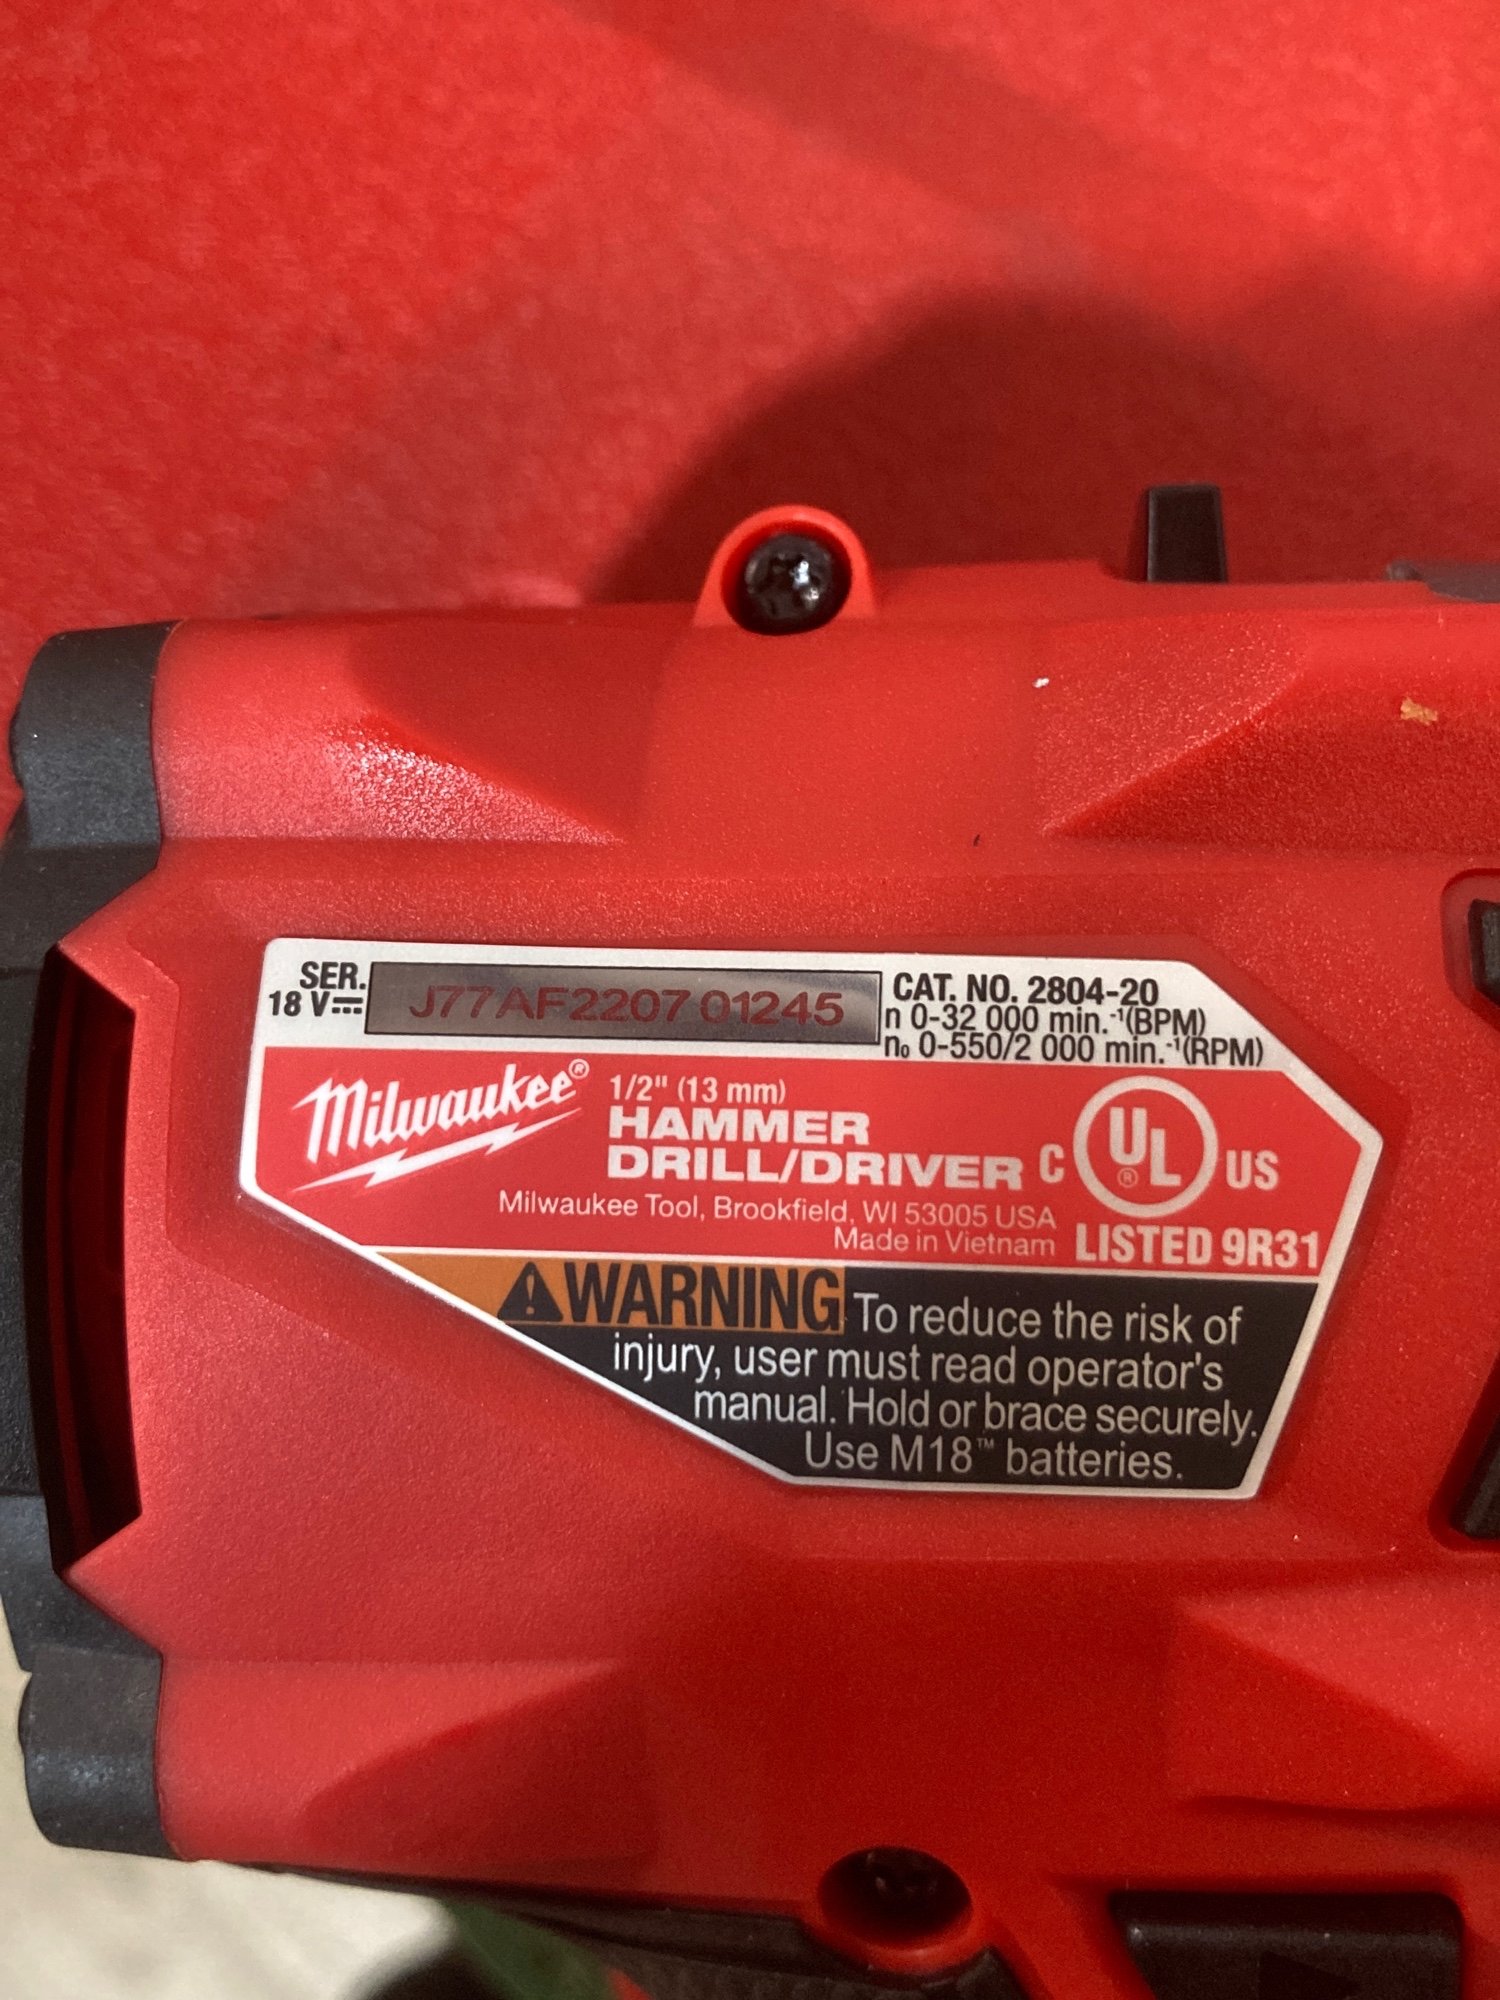 SER.
18 V
J77AF2207 01245
CAT. NO. 2804-20
n 0-32 000 min.-1(BPM)
n₀ 0-550/2 000 min.-1(RPM)
Milwaukee®
1/2" (13 mm)
HAMMER
DRILL/DRIVER
C UL® US
Milwaukee Tool, Brookfield, WI 53005 USA
Made in Vietnam
LISTED 9R31
WARNING To reduce the risk of
injury, user must read operator's
manual. Hold or brace securely.
Use M18™ batteries.